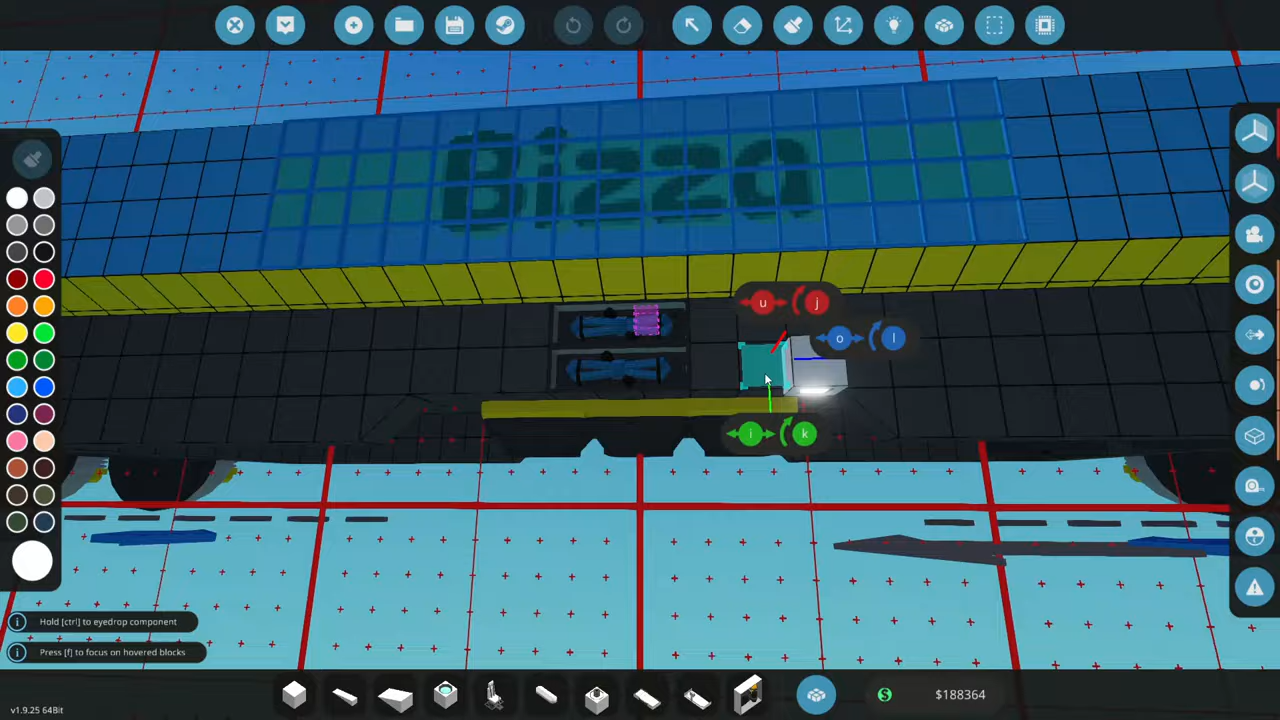 Bizzo
u j
o l
i k
Hold [ctrl] to eyedrop component
Press [f] to focus on hovered blocks
v1.9.25 64Bit
$ $188364